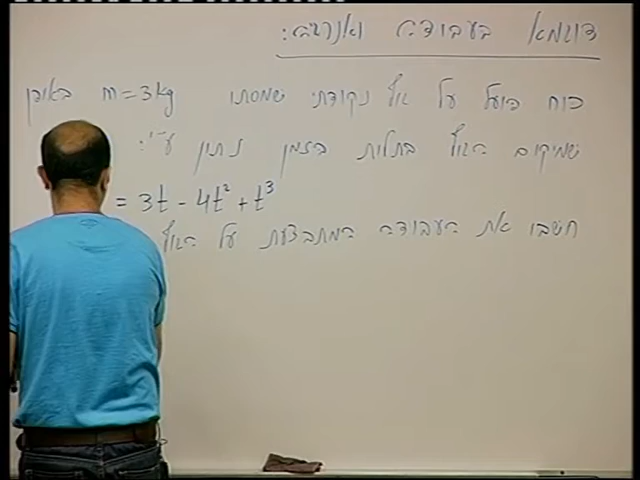 דוגמא בעבודה ואנרגיה:
כוח פועל על גוף נקודתי שמסתו m = 3kg באופן
שמיקום הגוף בתלות בזמן נתון ע"י:
= 3t - 4t² + t³
חשבו את העבודה המתבצעת על הגוף